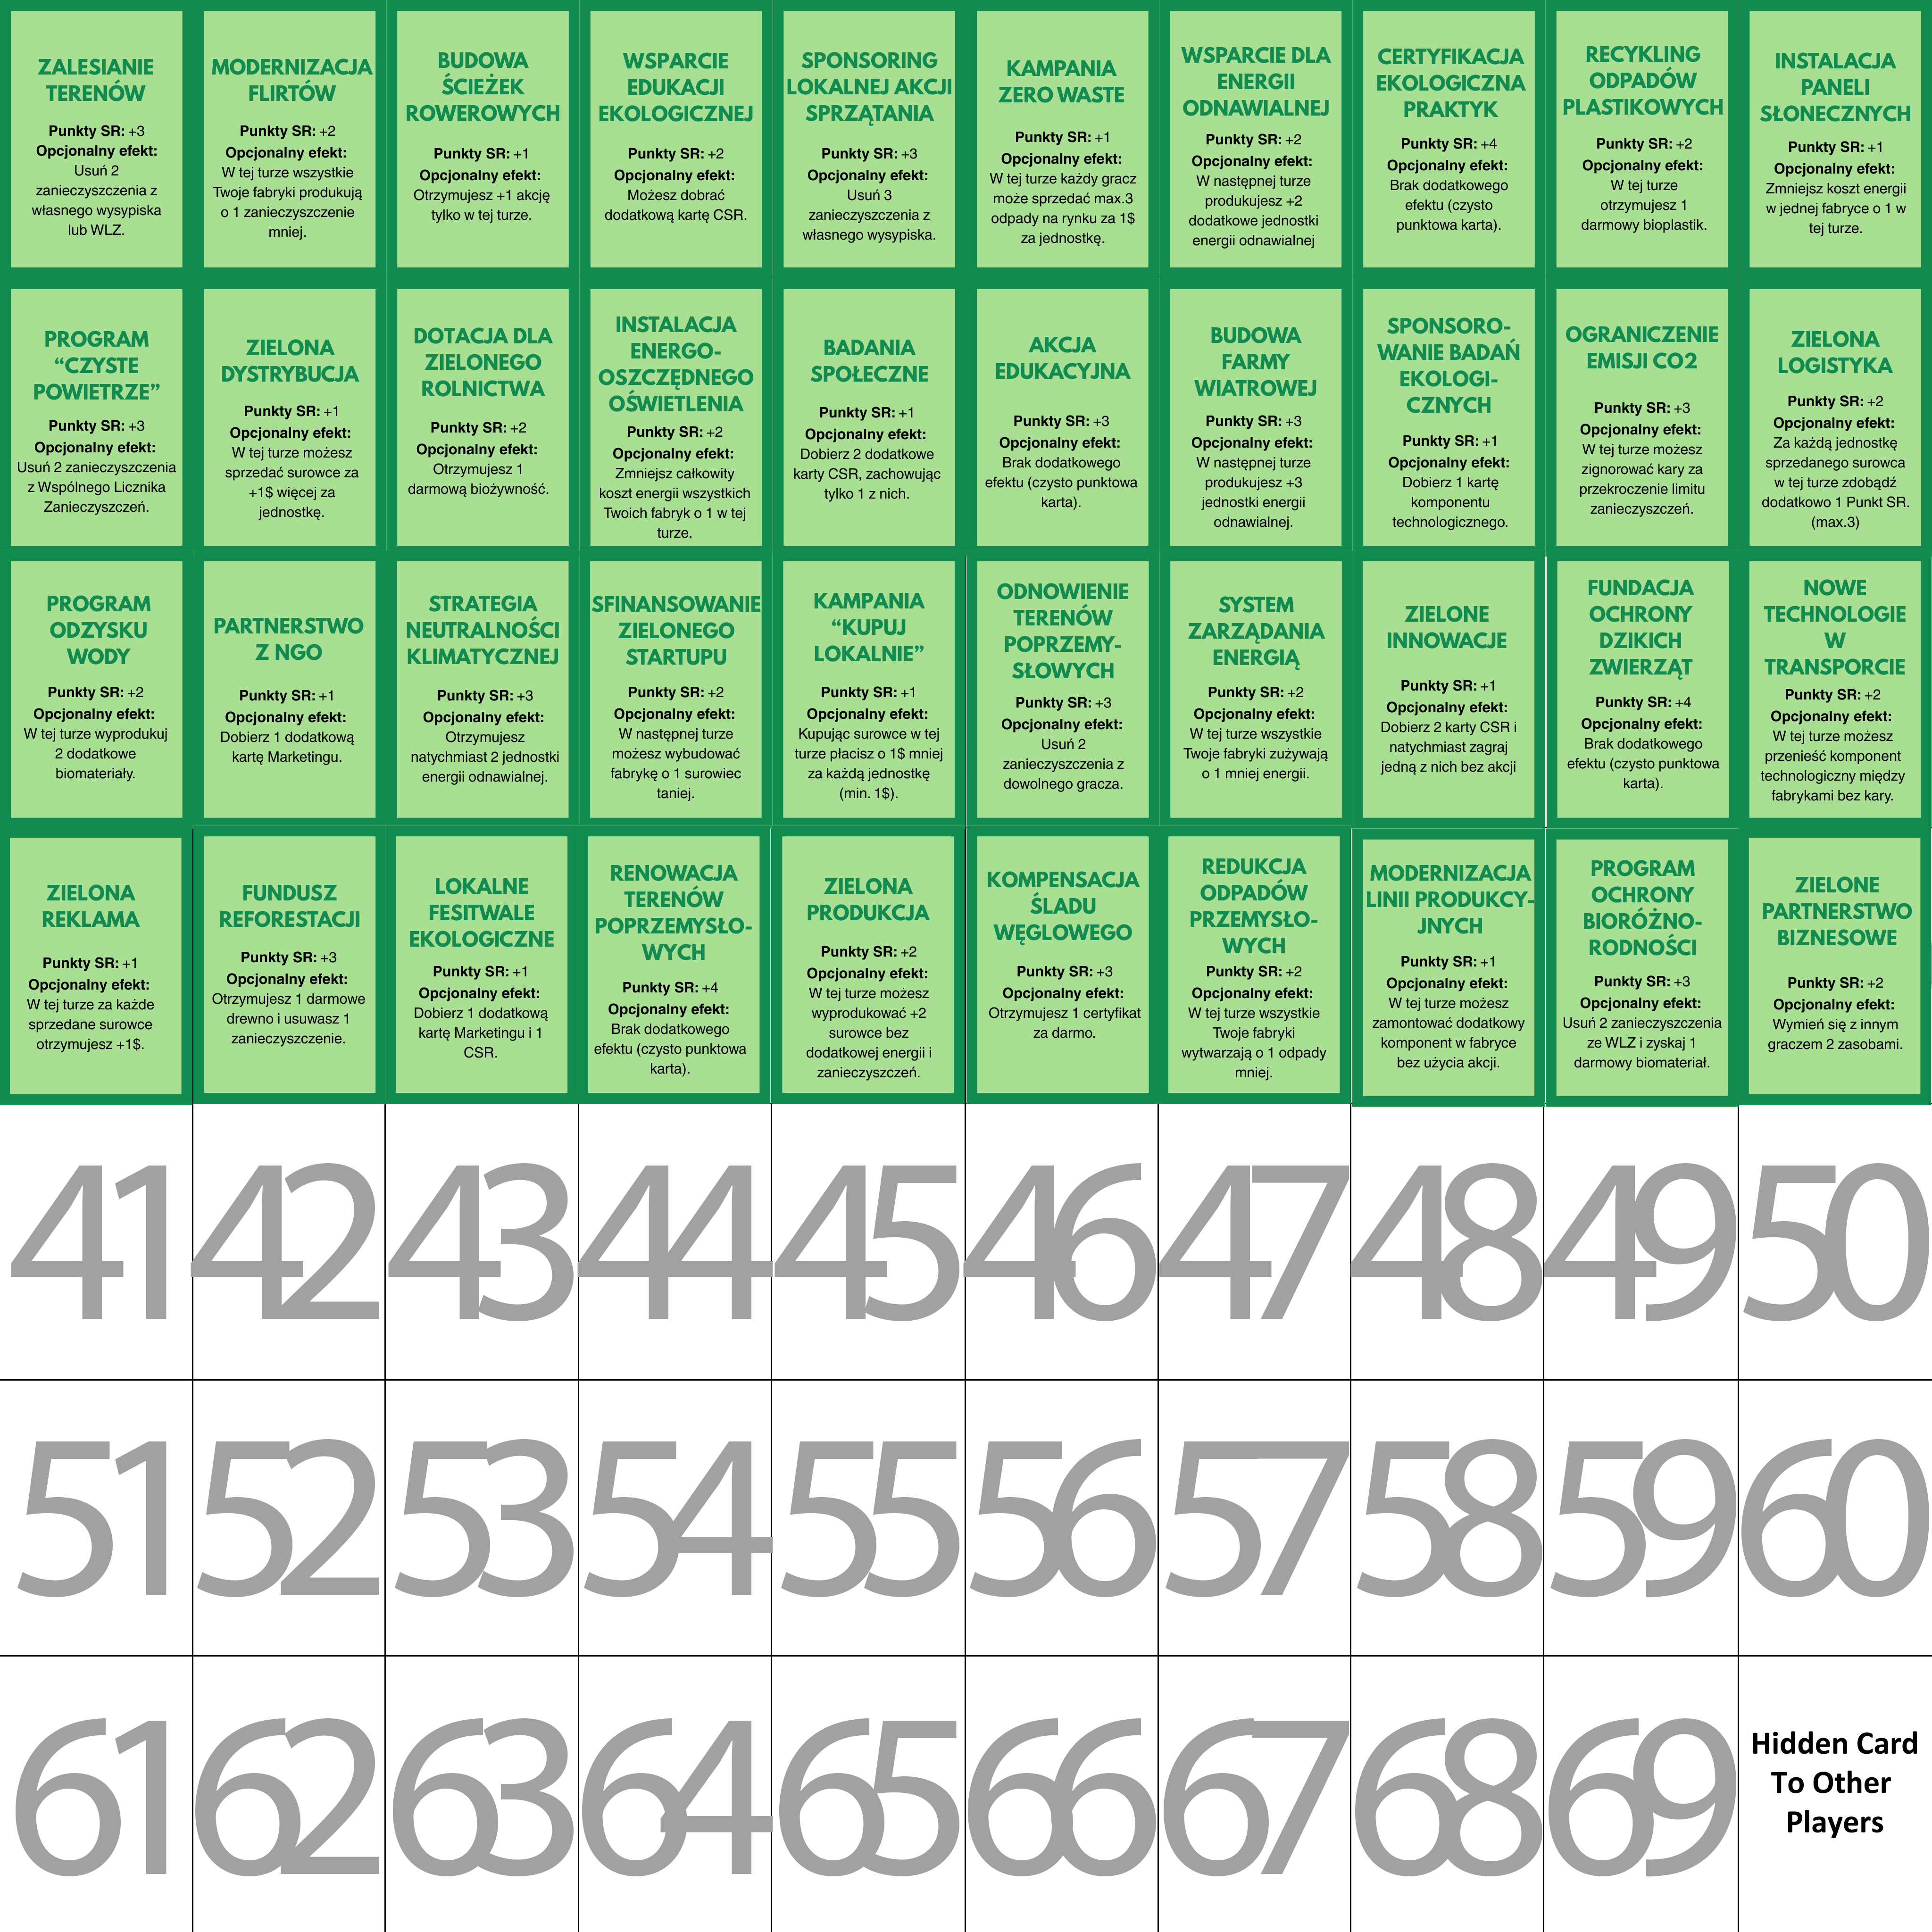 ZALESIANIE
TERENÓW
Punkty SR: +3
Opcjonalny efekt:
Usuń 2
zanieczyszczenia z
własnego wysypiska
lub WLZ.
MODERNIZACJA
FLIRTÓW
Punkty SR: +2
Opcjonalny efekt:
W tej turze wszystkie
Twoje fabryki produkują
o 1 zanieczyszczenie
mniej.
BUDOWA
ŚCIEŻEK
ROWEROWYCH
Punkty SR: +1
Opcjonalny efekt:
Otrzymujesz +1 akcję
tylko w tej turze.
WSPARCIE
EDUKACJI
EKOLOGICZNEJ
Punkty SR: +2
Opcjonalny efekt:
Możesz dobrać
dodatkową kartę CSR.
SPONSORING
LOKALNEJ AKCJI
SPRZĄTANIA
Punkty SR: +3
Opcjonalny efekt:
Usuń 3
zanieczyszczenia z
własnego wysypiska.
KAMPANIA
ZERO WASTE
Punkty SR: +1
Opcjonalny efekt:
W tej turze każdy gracz
może sprzedać max.3
odpady na rynku za 1$
za jednostkę.
WSPARCIE DLA
ENERGII
ODNAWIALNEJ
Punkty SR: +2
Opcjonalny efekt:
W następnej turze
produkujesz +2
dodatkowe jednostki
energii odnawialnej
CERTYFIKACJA
EKOLOGICZNA
PRAKTYK
Punkty SR: +4
Opcjonalny efekt:
Brak dodatkowego
efektu (czysto
punktowa karta).
RECYKLING
ODPADÓW
PLASTIKOWYCH
Punkty SR: +2
Opcjonalny efekt:
W tej turze
otrzymujesz 1
darmowy bioplastik.
INSTALACJA
PANELI
SŁONECZNYCH
Punkty SR: +1
Opcjonalny efekt:
Zmniejsz koszt energii
w jednej fabryce o 1 w
tej turze.
PROGRAM
“CZYSTE
POWIETRZE”
Punkty SR: +3
Opcjonalny efekt:
Usuń 2 zanieczyszczenia
z Wspólnego Licznika
Zanieczyszczeń.
ZIELONA
DYSTRYBUCJA
Punkty SR: +1
Opcjonalny efekt:
W tej turze możesz
sprzedać surowce za
+1$ więcej za
jednostkę.
DOTACJA DLA
ZIELONEGO
ROLNICTWA
Punkty SR: +2
Opcjonalny efekt:
Otrzymujesz 1
darmową biożywność.
INSTALACJA
ENERGO-
OSZCZĘDNEGO
OŚWIETLENIA
Punkty SR: +2
Opcjonalny efekt:
Zmniejsz całkowity
koszt energii wszystkich
Twoich fabryk o 1 w tej
turze.
BADANIA
SPOŁECZNE
Punkty SR: +1
Opcjonalny efekt:
Dobierz 2 dodatkowe
karty CSR, zachowując
tylko 1 z nich.
AKCJA
EDUKACYJNA
Punkty SR: +3
Opcjonalny efekt:
Brak dodatkowego
efektu (czysto punktowa
karta).
BUDOWA
FARMY
WIATROWEJ
Punkty SR: +3
Opcjonalny efekt:
W następnej turze
produkujesz +3
jednostki energii
odnawialnej.
SPONSORO-
WANIE BADAŃ
EKOLOGI-
CZNYCH
Punkty SR: +1
Opcjonalny efekt:
Dobierz 1 kartę
komponentu
technologicznego.
OGRANICZENIE
EMISJI CO2
Punkty SR: +3
Opcjonalny efekt:
W tej turze możesz
zignorować kary za
przekroczenie limitu
zanieczyszczeń.
ZIELONA
LOGISTYKA
Punkty SR: +2
Opcjonalny efekt:
Za każdą jednostkę
sprzedanego surowca
w tej turze zdobądź
dodatkowo 1 Punkt SR.
(max.3)
PROGRAM
ODZYSKU
WODY
Punkty SR: +2
Opcjonalny efekt:
W tej turze wyprodukuj
2 dodatkowe
biomateriały.
PARTNERSTWO
Z NGO
Punkty SR: +1
Opcjonalny efekt:
Dobierz 1 dodatkową
kartę Marketingu.
STRATEGIA
NEUTRALNOŚCI
KLIMATYCZNEJ
Punkty SR: +3
Opcjonalny efekt:
Otrzymujesz
natychmiast 2 jednostki
energii odnawialnej.
SFINANSOWANIE
ZIELONEGO
STARTUPU
Punkty SR: +2
Opcjonalny efekt:
W następnej turze
możesz wybudować
fabrykę o 1 surowiec
taniej.
KAMPANIA
“KUPUJ
LOKALNIE”
Punkty SR: +1
Opcjonalny efekt:
Kupując surowce w tej
turze płacisz o 1$ mniej
za każdą jednostkę
(min. 1$).
ODNOWIENIE
TERENÓW
POPRZEMY-
SŁOWYCH
Punkty SR: +3
Opcjonalny efekt:
Usuń 2
zanieczyszczenia z
dowolnego gracza.
SYSTEM
ZARZĄDANIA
ENERGIĄ
Punkty SR: +2
Opcjonalny efekt:
W tej turze wszystkie
Twoje fabryki zużywają
o 1 mniej energii.
ZIELONE
INNOWACJE
Punkty SR: +1
Opcjonalny efekt:
Dobierz 2 karty CSR i
natychmiast zagraj
jedną z nich bez akcji
FUNDACJA
OCHRONY
DZIKICH
ZWIERZĄT
Punkty SR: +4
Opcjonalny efekt:
Brak dodatkowego
efektu (czysto punktowa
karta).
NOWE
TECHNOLOGIE
W
TRANSPORCIE
Punkty SR: +2
Opcjonalny efekt:
W tej turze możesz
przenieść komponent
technologiczny między
fabrykami bez kary.
ZIELONA
REKLAMA
Punkty SR: +1
Opcjonalny efekt:
W tej turze za każde
sprzedane surowce
otrzymujesz +1$.
FUNDUSZ
REFORESTACJI
Punkty SR: +3
Opcjonalny efekt:
Otrzymujesz 1 darmowe
drewno i usuwasz 1
zanieczyszczenie.
LOKALNE
FESITWALE
EKOLOGICZNE
Punkty SR: +1
Opcjonalny efekt:
Dobierz 1 dodatkową
kartę Marketingu i 1
CSR.
RENOWACJA
TERENÓW
POPRZEMYSŁO-
WYCH
Punkty SR: +4
Opcjonalny efekt:
Brak dodatkowego
efektu (czysto punktowa
karta).
ZIELONA
PRODUKCJA
Punkty SR: +2
Opcjonalny efekt:
W tej turze możesz
wyprodukować +2
surowce bez
dodatkowej energii i
zanieczyszczeń.
KOMPENSACJA
ŚLADU
WĘGLOWEGO
Punkty SR: +3
Opcjonalny efekt:
Otrzymujesz 1 certyfikat
za darmo.
REDUKCJA
ODPADÓW
PRZEMYSŁO-
WYCH
Punkty SR: +2
Opcjonalny efekt:
W tej turze wszystkie
Twoje fabryki
wytwarzają o 1 odpady
mniej.
MODERNIZACJA
LINII PRODUKCY-
JNYCH
Punkty SR: +1
Opcjonalny efekt:
W tej turze możesz
zamontować dodatkowy
komponent w fabryce
bez użycia akcji.
PROGRAM
OCHRONY
BIORÓŻNO-
RODNOŚCI
Punkty SR: +3
Opcjonalny efekt:
Usuń 2 zanieczyszczenia
ze WLZ i zyskaj 1
darmowy biomateriał.
ZIELONE
PARTNERSTWO
BIZNESOWE
Punkty SR: +2
Opcjonalny efekt:
Wymień się z innym
graczem 2 zasobami.
41
42
43
44
45
46
47
48
49
50
51
52
53
54
55
56
57
58
59
60
61
62
63
64
65
66
67
68
69
Hidden Card
To Other
Players